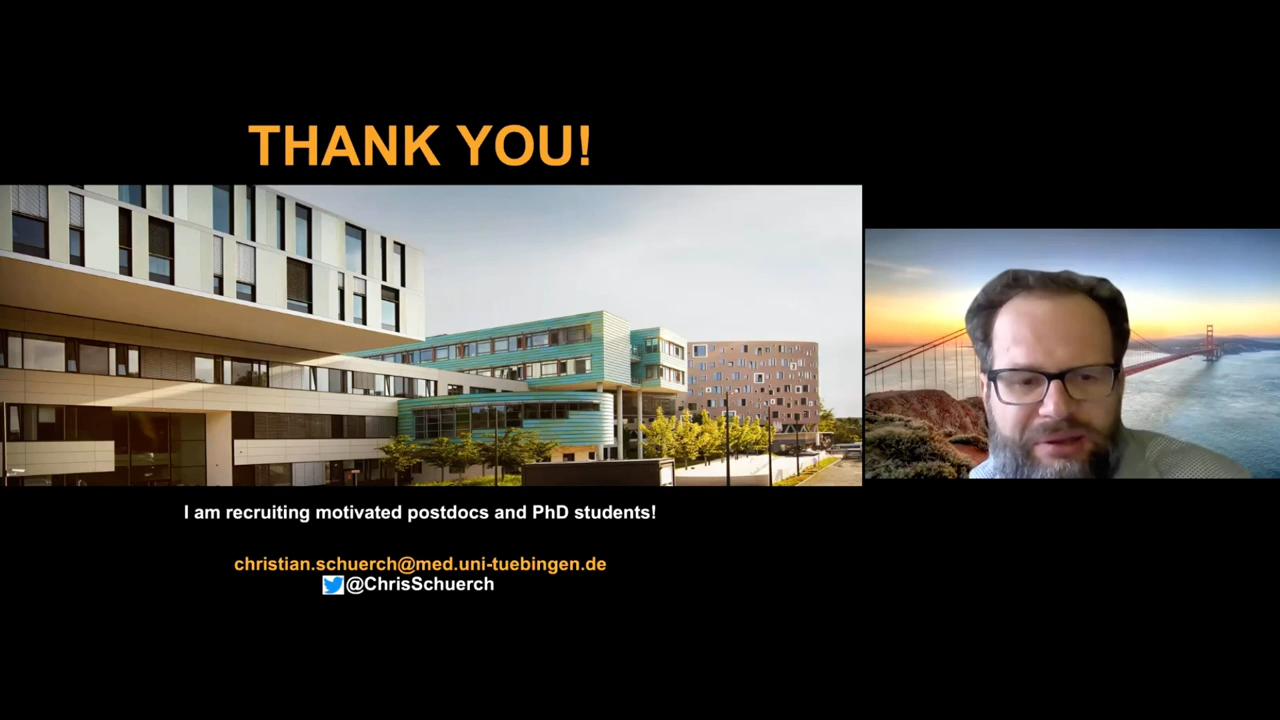 THANK YOU!
I am recruiting motivated postdocs and PhD students!
christian.schuerch@med.uni-tuebingen.de
@ChrisSchuerch